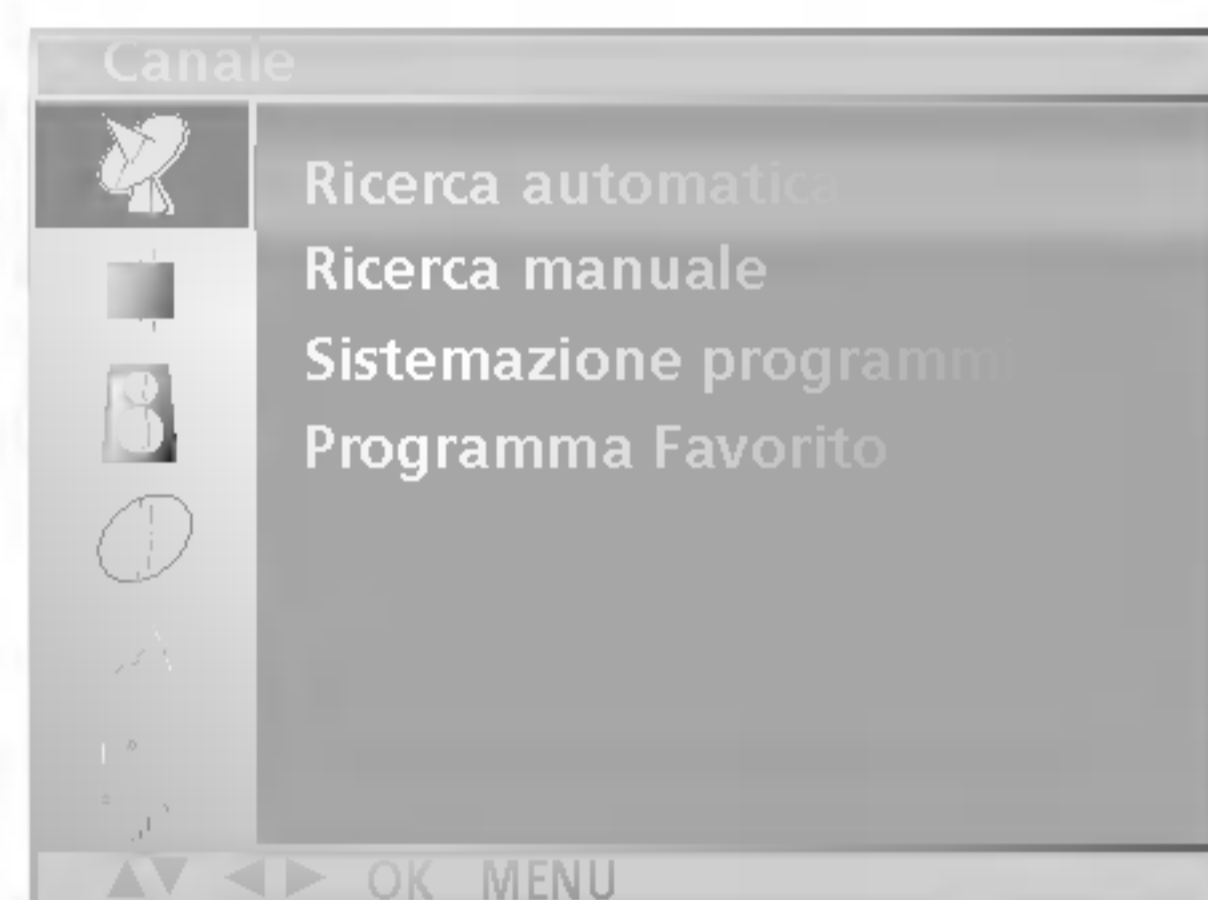 Canale
Ricerca automatica
Ricerca manuale
Sistemazione programmi
Programma Favorito
▲▼ ◀▶ OK MENU